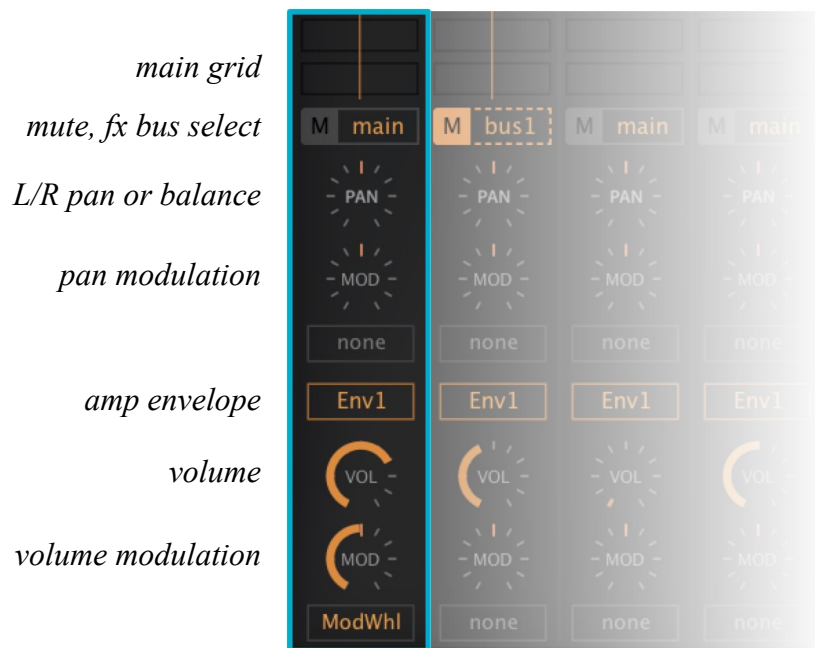 main grid
mute, fx bus select M main M bus1 M main M main
L/R pan or balance PAN PAN PAN PAN
pan modulation MOD MOD MOD MOD
none none none none
amp envelope Env1 Env1 Env1 Env1
volume VOL VOL VOL VOL
volume modulation MOD MOD MOD MOD
ModWhl none none none